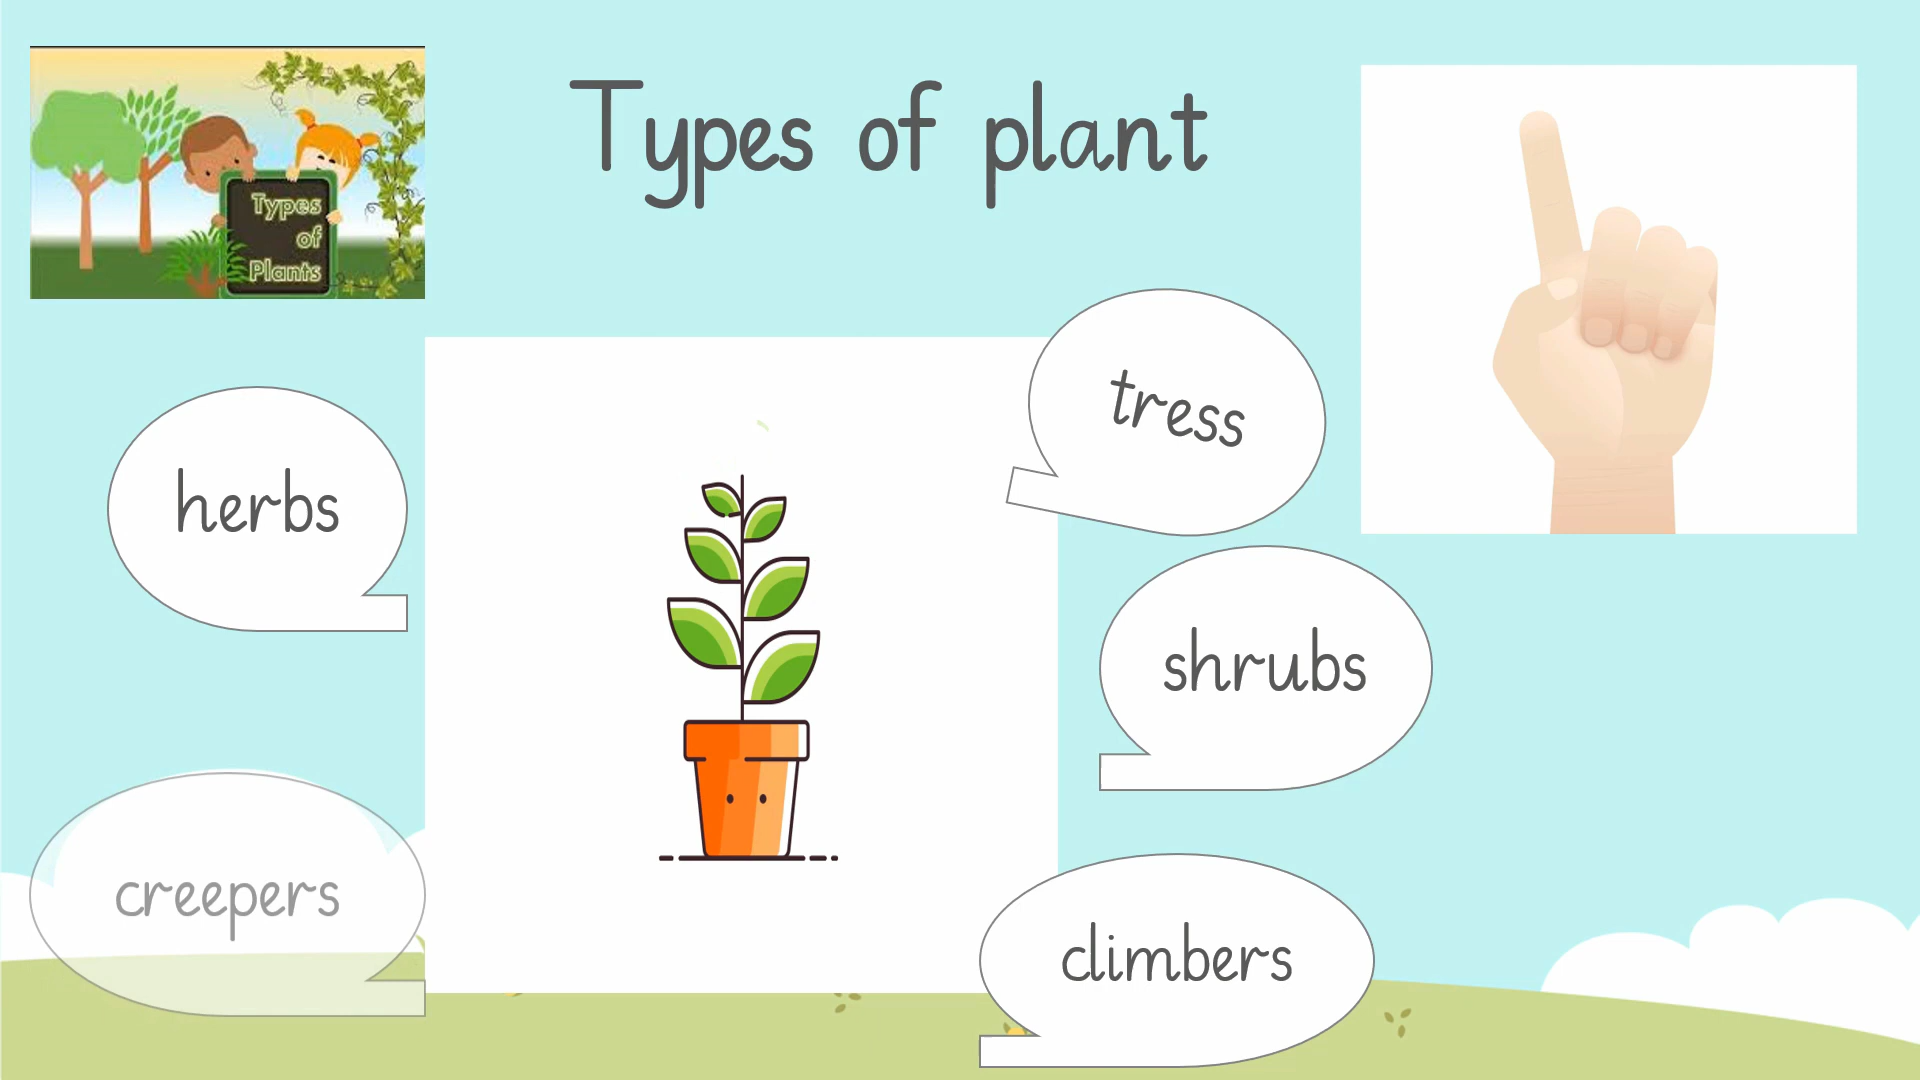 Types of plant
Types
of
Plants
tress
herbs
shrubs
creepers
climbers